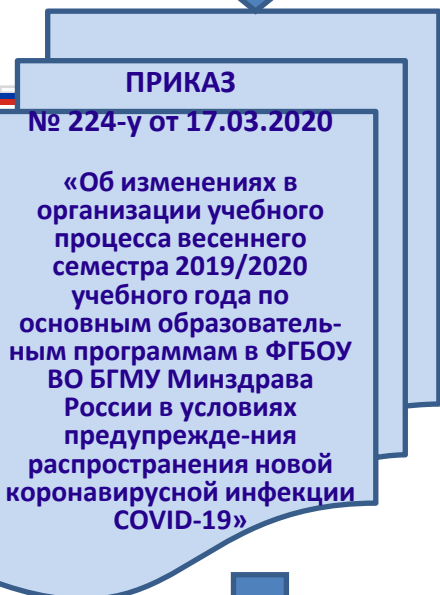 ПРИКАЗ
№ 224-у от 17.03.2020
«Об изменениях в
организации учебного
процесса весеннего
семестра 2019/2020
учебного года по
основным образователь-
ным программам в ФГБОУ
ВО БГМУ Минздрава
России в условиях
предупрежде-ния
распространения новой
коронавирусной инфекции
COVID-19»